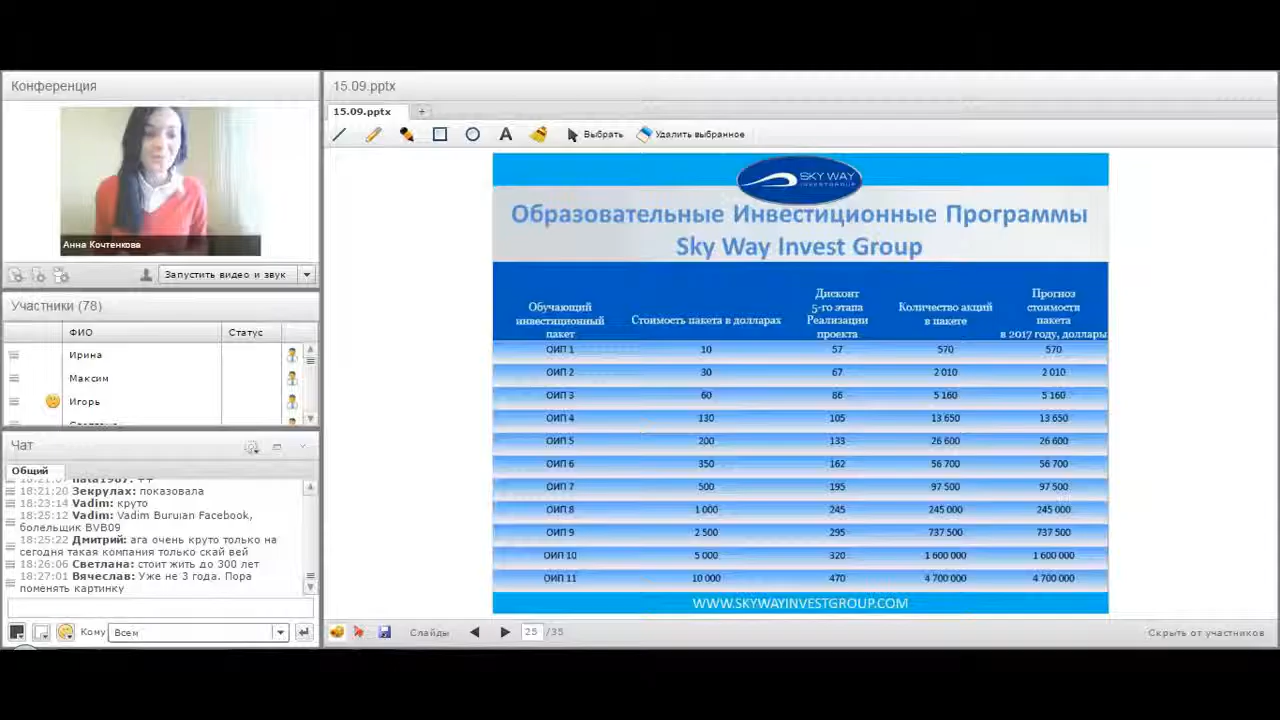 Конференция
Анна Кочтенкова
Запустить видео и звук
Участники (78)
ФИО Статус
Ирина
Максим
Игорь
Чат
Общий
18:21:20 Зекрулах: показовала
18:23:14 Vadim: круто
18:25:12 Vadim: Vadim Buruian Facebook,
болельщик BVB09
18:25:22 Дмитрий: ага очень круто только на
сегодня такая компания только скай вей
18:26:06 Светлана: стоит жить до 300 лет
18:27:01 Вячеслав: Уже не 3 года. Пора
поменять картинку
Кому Всем
15.09.pptx
15.09.pptx +
A Выбрать Удалить выбранное
SKY WAY
INVESTGROUP
Образовательные Инвестиционные Программы
Sky Way Invest Group
Обучающий
инвестиционный
пакет
Стоимость пакета в долларах
Дисконт
5-го этапа
Реализации
проекта
Количество акций
в пакете
Прогноз
стоимости
пакета
в 2017 году, доллары
ОИП 1 10 57 570 570
ОИП 2 30 67 2 010 2 010
ОИП 3 60 86 5 160 5 160
ОИП 4 130 105 13 650 13 650
ОИП 5 200 133 26 600 26 600
ОИП 6 350 162 56 700 56 700
ОИП 7 500 195 97 500 97 500
ОИП 8 1 000 245 245 000 245 000
ОИП 9 2 500 295 737 500 737 500
ОИП 10 5 000 320 1 600 000 1 600 000
ОИП 11 10 000 470 4 700 000 4 700 000
WWW.SKYWAYINVESTGROUP.COM
Слайды 25 /35
Скрыть от участников